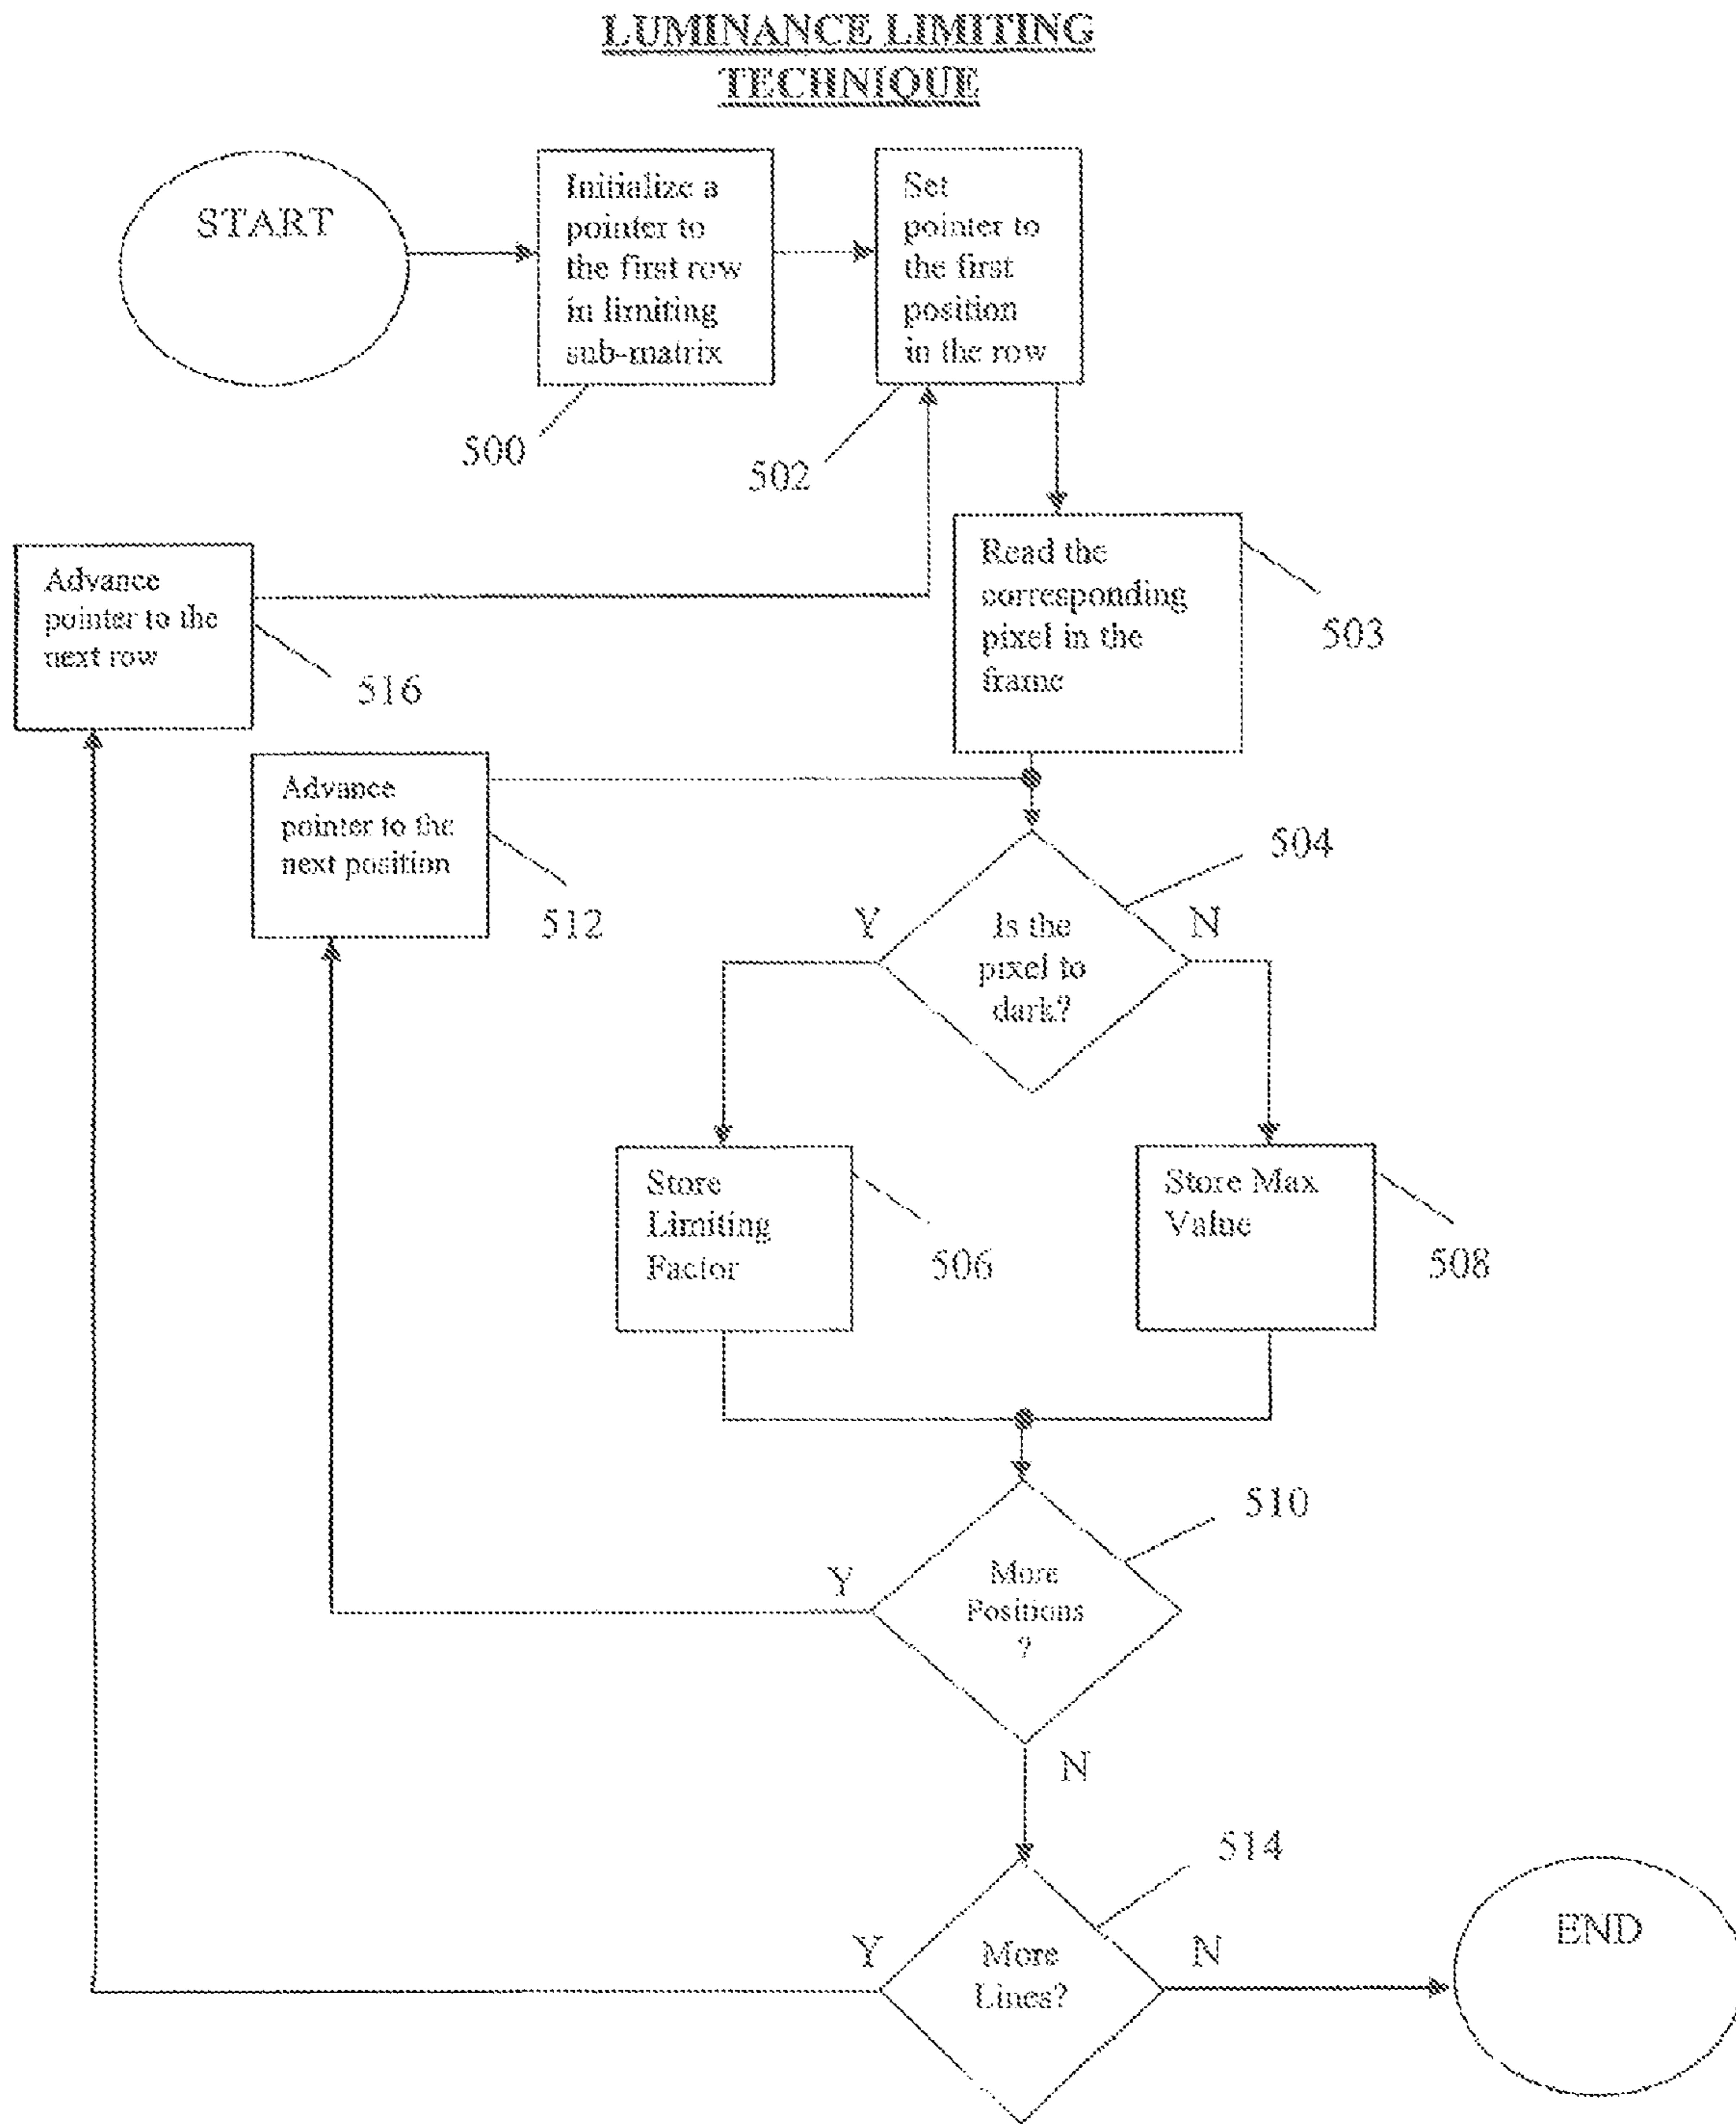 LUMINANCE LIMITING
TECHNIQUE
START
Initialize a
pointer to
the first row
in limiting
sub-matrix
500
Set
pointer to
the first
position
in the row
502
Read the
corresponding
pixel in the
frame
503
Advance
pointer to the
next row
516
Advance
pointer to the
next position
512
504
Y
N
Is the
pixel to
dark?
Store
Limiting
Factor
506
Store Max
Value
508
510
Y
More
Positions
?
N
514
Y
More
Lines?
N
END